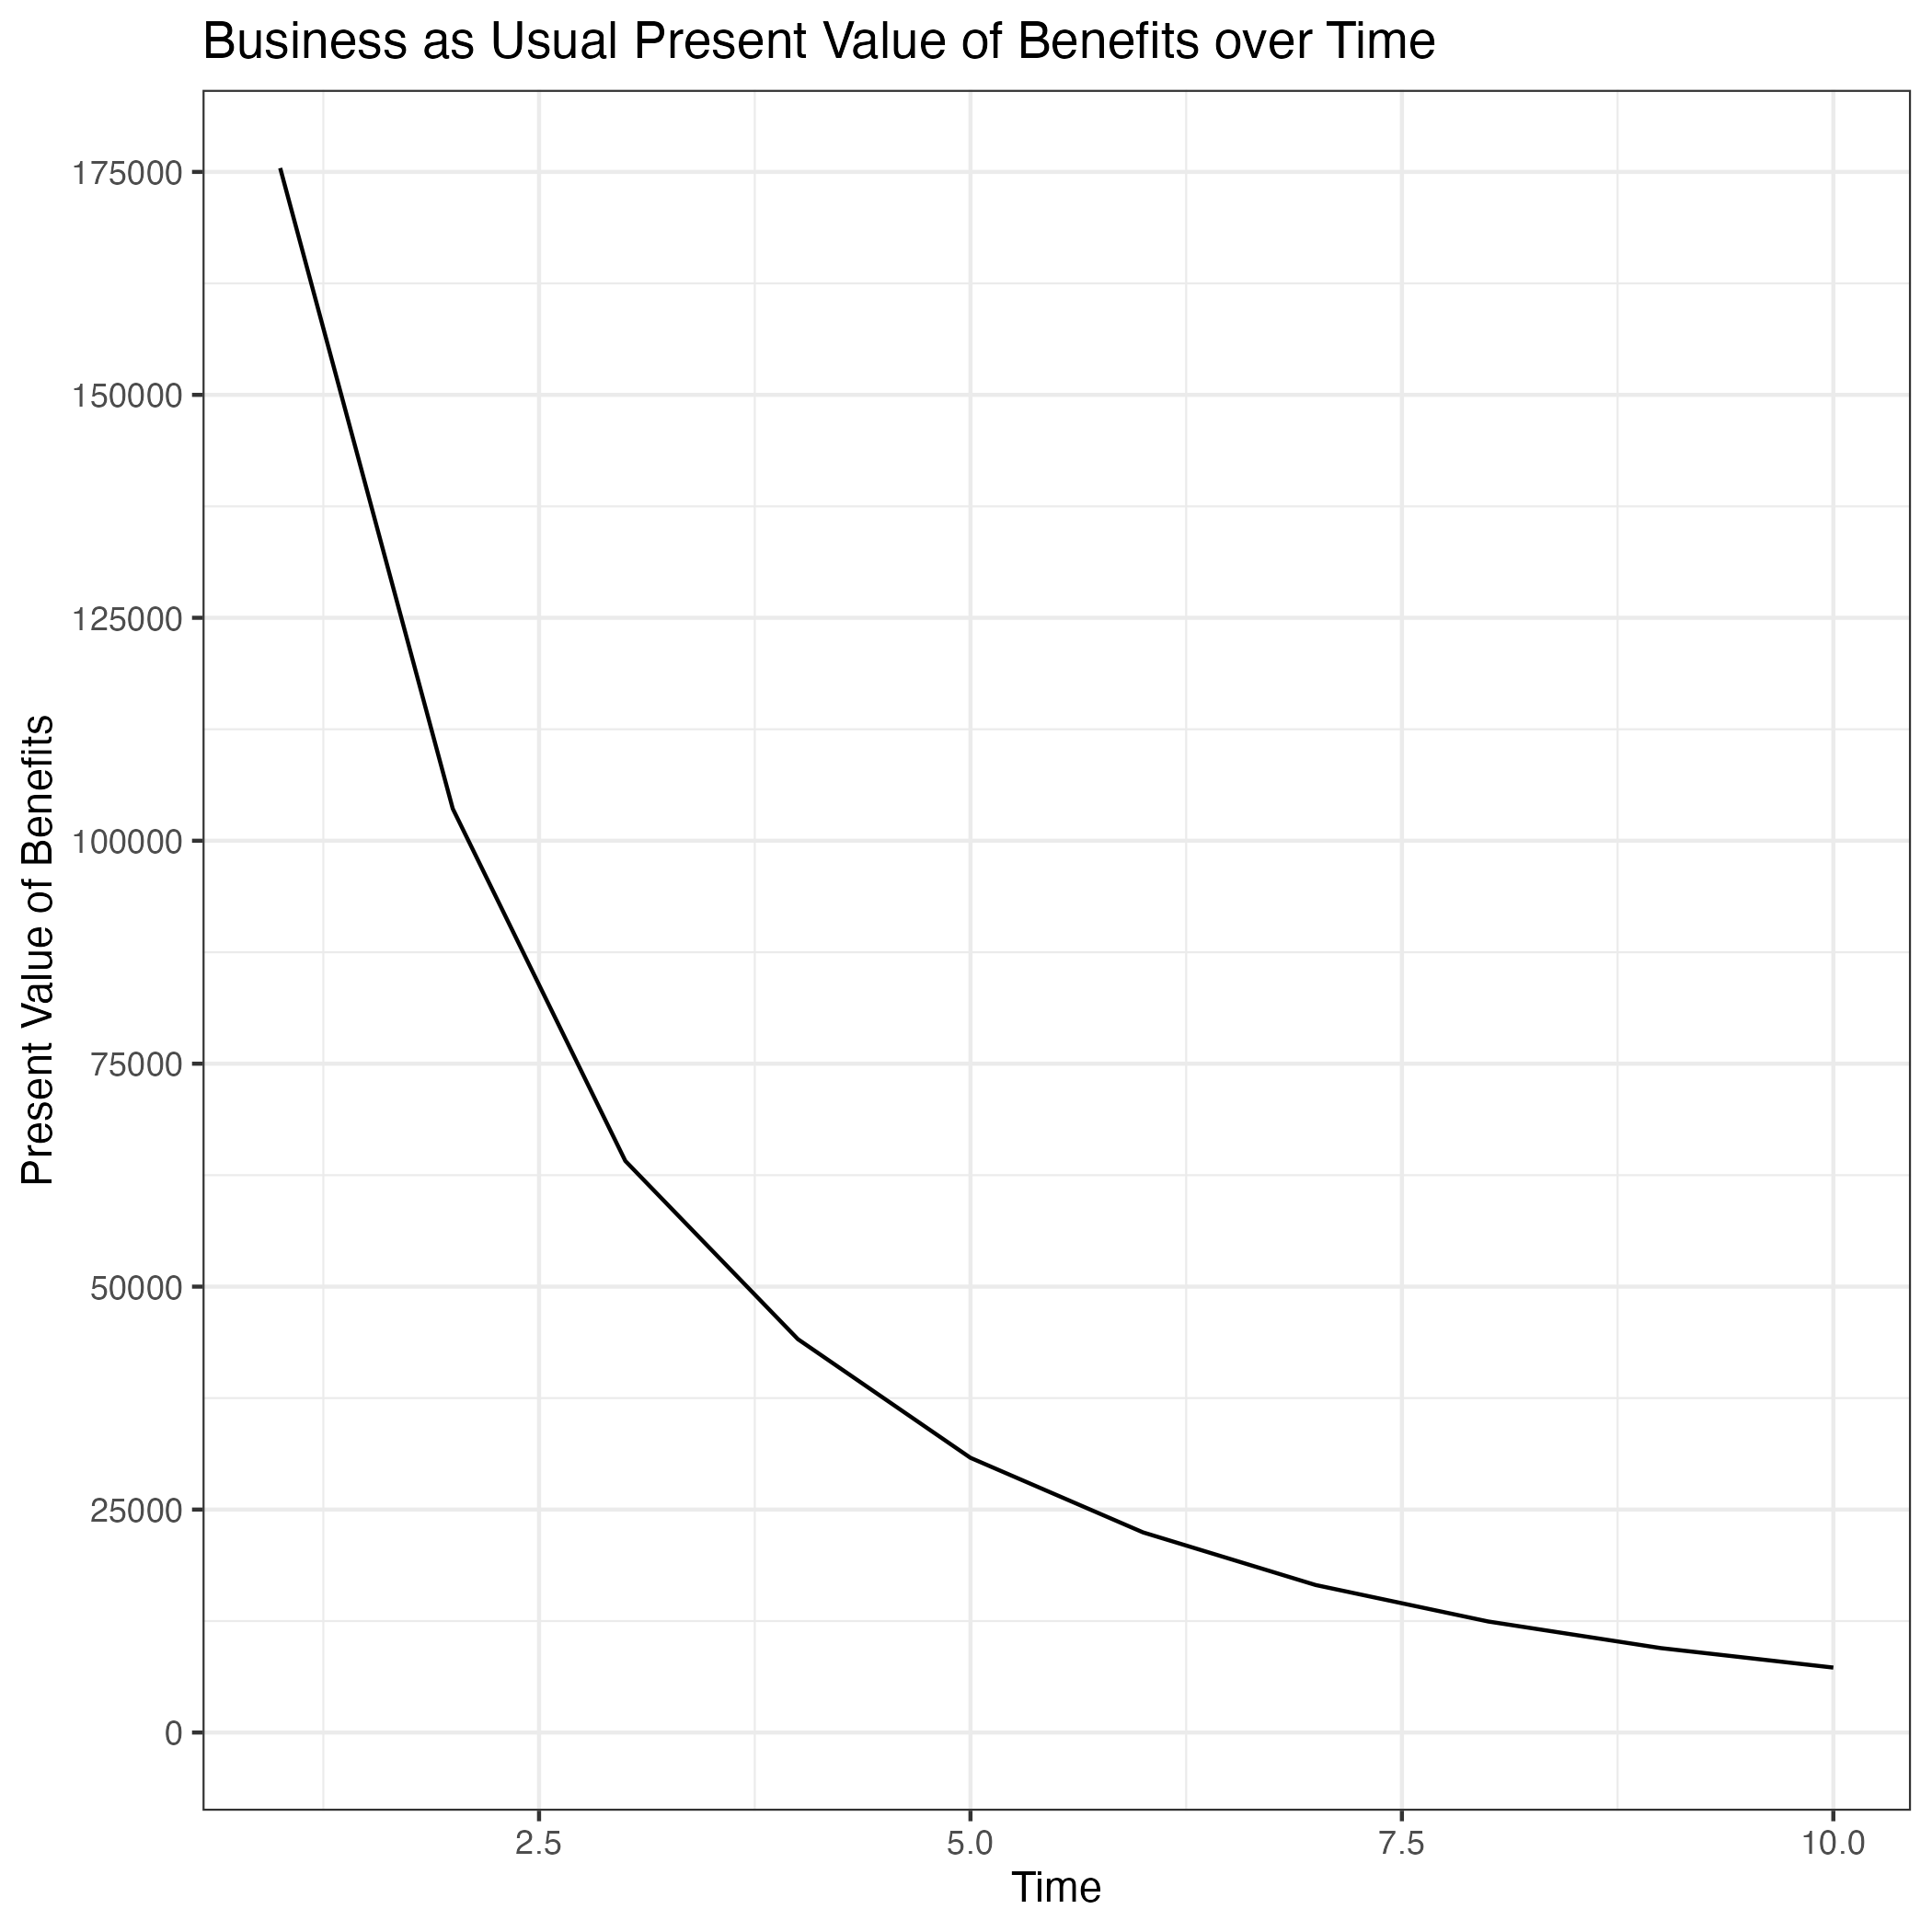 Business as Usual Present Value of Benefits over Time
Present Value of Benefits
175000
150000
125000
100000
75000
50000
25000
0
2.5 5.0 7.5 10.0
Time